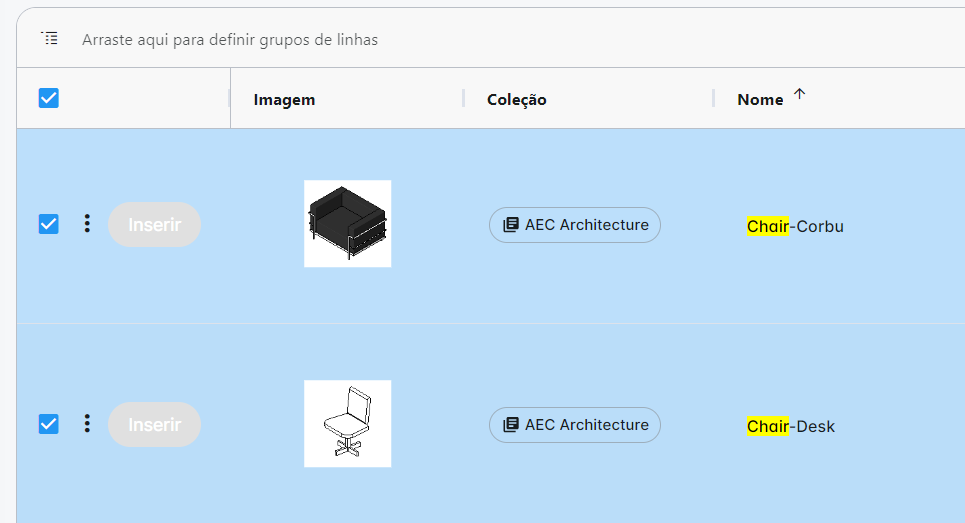 Arraste aqui para definir grupos de linhas
Imagem Coleção Nome
Inserir AEC Architecture Chair-Corbu
Inserir AEC Architecture Chair-Desk